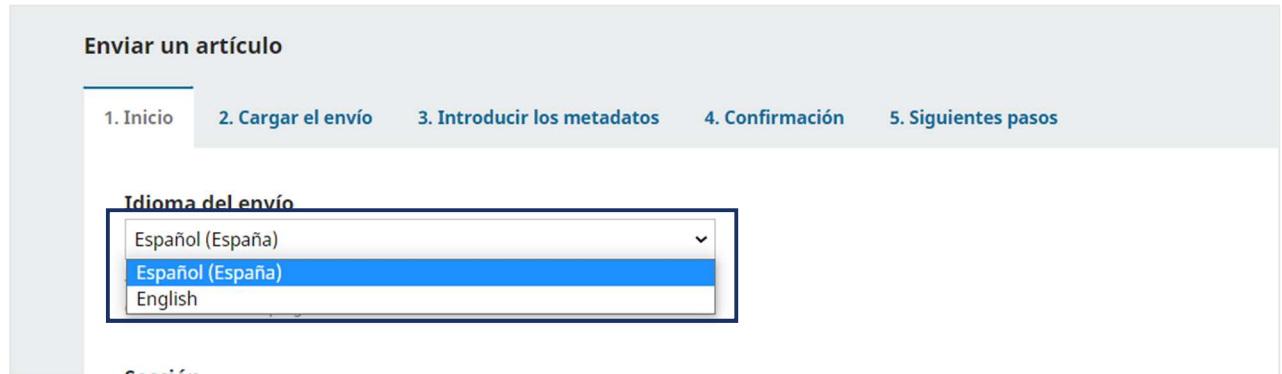 Enviar un artículo
1. Inicio 2. Cargar el envío 3. Introducir los metadatos 4. Confirmación 5. Siguientes pasos
Idioma del envío
Español (España)
Español (España)
English
Sección